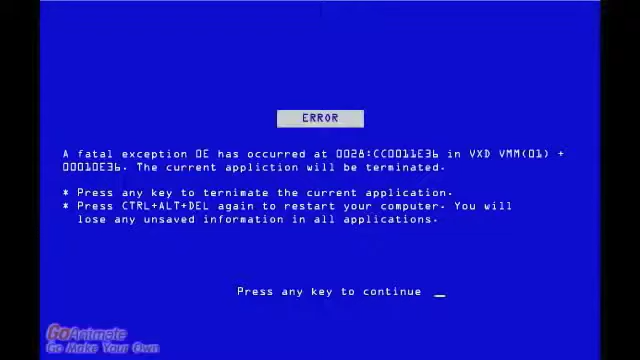 ERROR
A fatal exception 0E has occurred at 0028:CC0011E36 in VXD VMM(01) +
00010E36. The current appliction will be terminated.
* Press any key to ternimate the current application.
* Press CTRL+ALT+DEL again to restart your computer. You will
lose any unsaved information in all applications.
Press any key to continue _
GoAnimate
Go Make Your Own